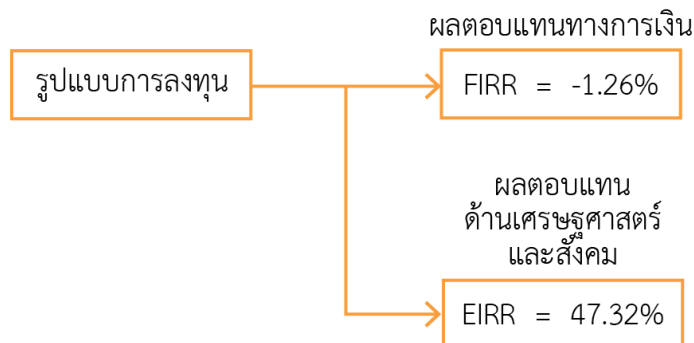 ผลตอบแทนทางการเงิน
รูปแบบการลงทุน
FIRR = -1.26%
ผลตอบแทน
ด้านเศรษฐศาสตร์
และสังคม
EIRR = 47.32%